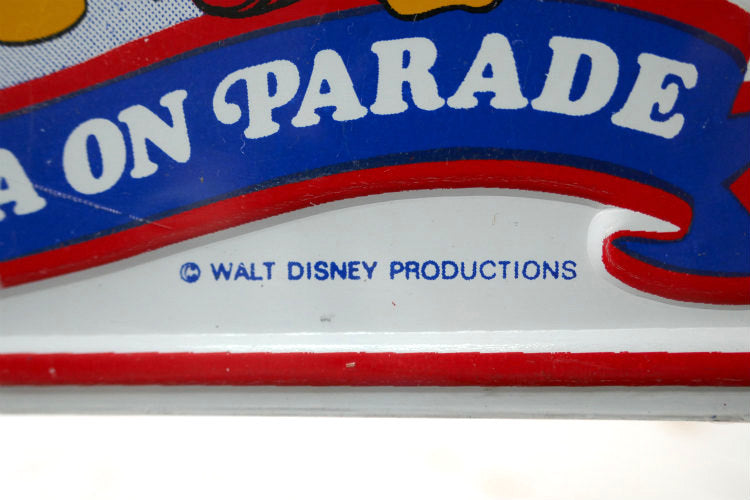 A ON PARADE
© WALT DISNEY PRODUCTIONS